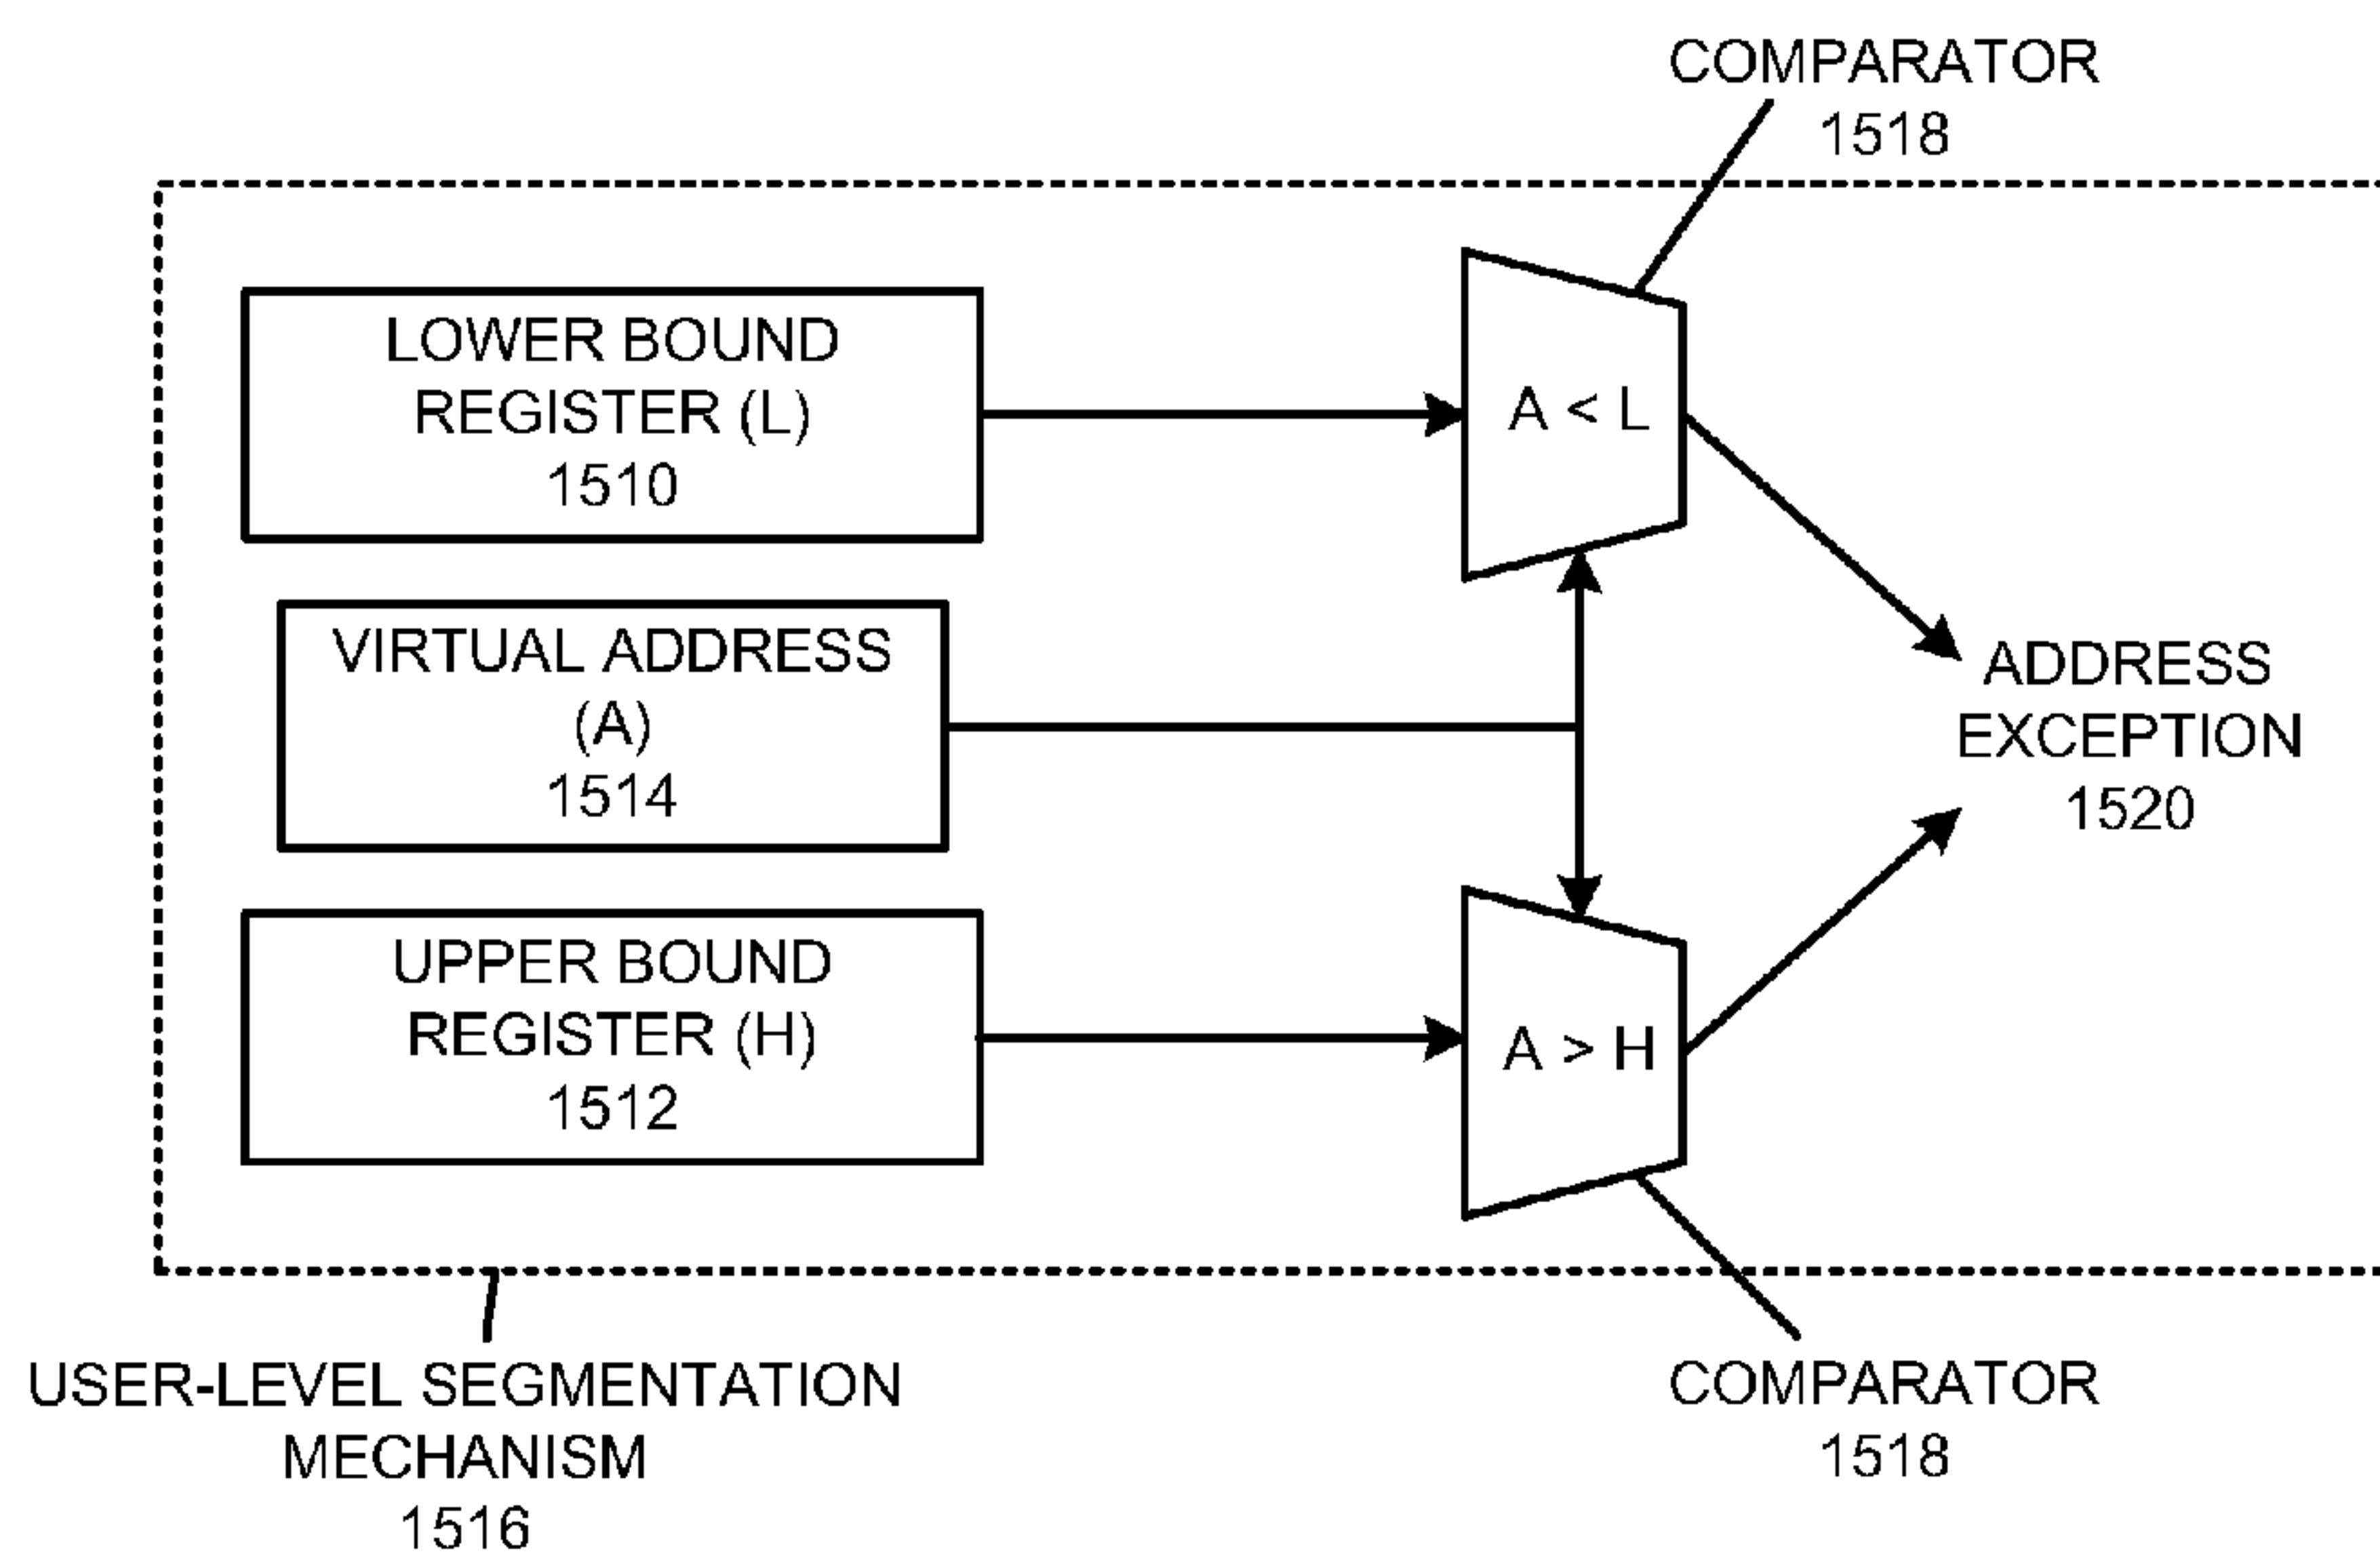 COMPARATOR
1518
LOWER BOUND
REGISTER (L)
1510
A < L
VIRTUAL ADDRESS
(A)
1514
ADDRESS
EXCEPTION
1520
UPPER BOUND
REGISTER (H)
1512
A > H
USER-LEVEL SEGMENTATION
MECHANISM
1516
COMPARATOR
1518